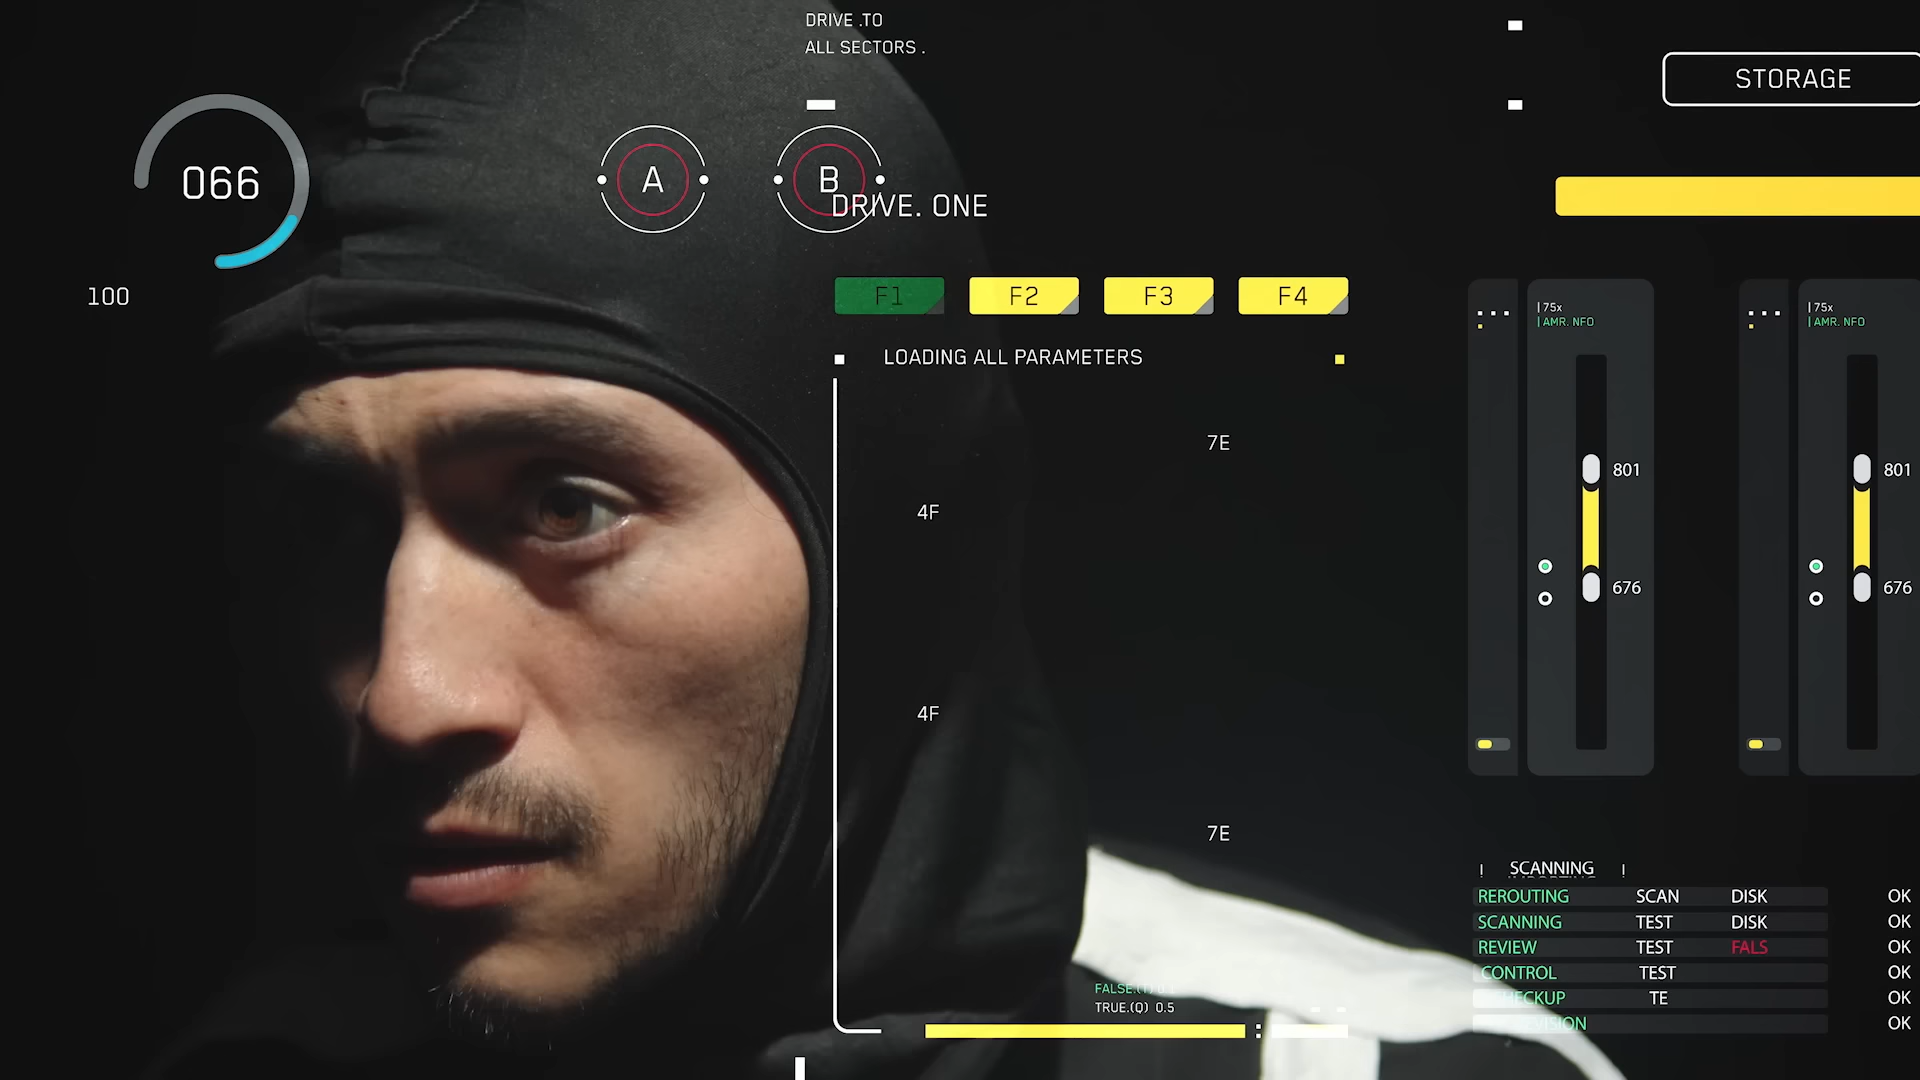 DRIVE .TO
ALL SECTORS .
STORAGE
066
A
B
DRIVE. ONE
100
F1 F2 F3 F4
LOADING ALL PARAMETERS
75x
AMR. NFO
75x
AMR. NFO
7E
4F
801
676
801
676
4F
7E
SCANNING
REROUTING SCAN DISK OK
SCANNING TEST DISK OK
REVIEW TEST FALS OK
CONTROL TEST OK
HECKUP TE OK
VISION OK
TRUE.(Q) 0.5